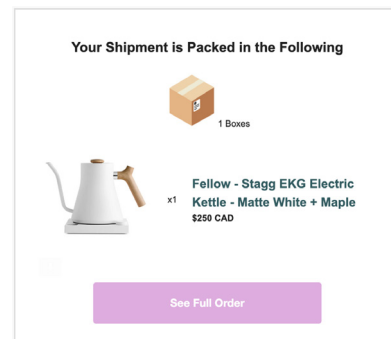 Your Shipment is Packed in the Following
1 Boxes
x1
Fellow - Stagg EKG Electric
Kettle - Matte White + Maple
$250 CAD
See Full Order